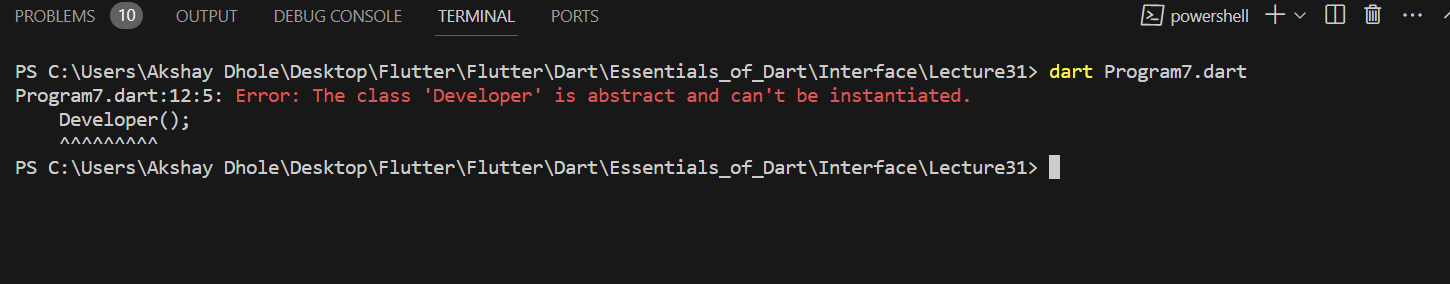 PROBLEMS 10 OUTPUT DEBUG CONSOLE TERMINAL PORTS powershell
PS C:\Users\Akshay Dhole\Desktop\Flutter\Flutter\Dart\Essentials_of_Dart\Interface\Lecture31> dart Program7.dart
Program7.dart:12:5: Error: The class 'Developer' is abstract and can't be instantiated.
    Developer();
    ^^^^^^^^^
PS C:\Users\Akshay Dhole\Desktop\Flutter\Flutter\Dart\Essentials_of_Dart\Interface\Lecture31>